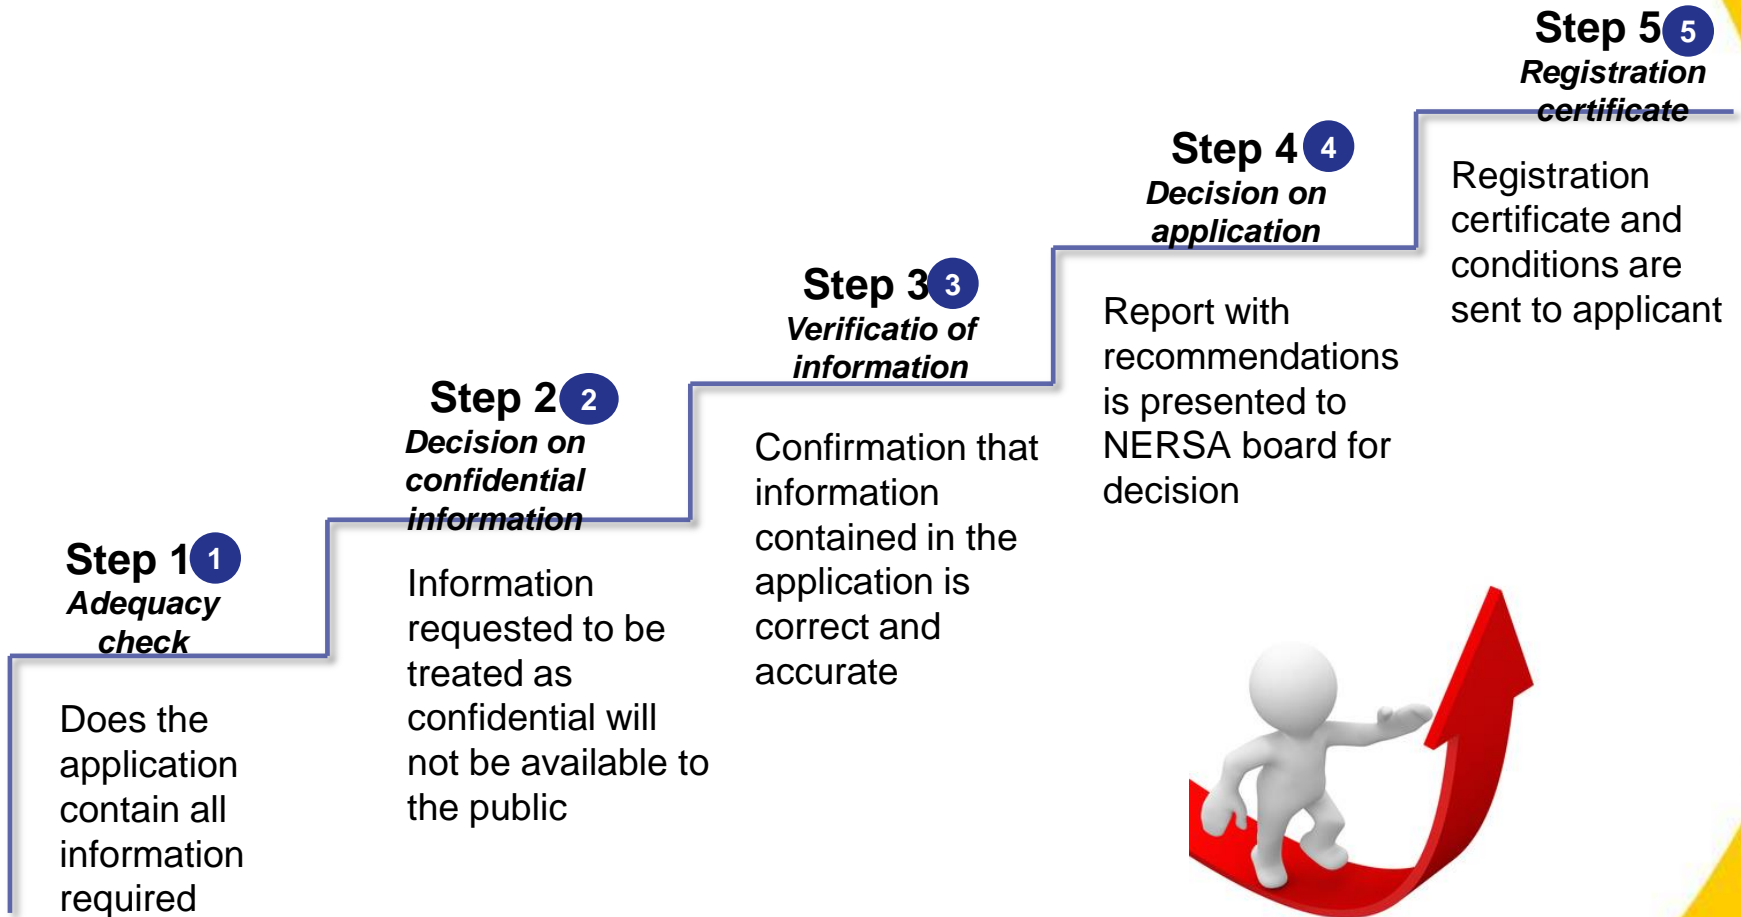 Step 1 1
Adequacy
check
Does the
application
contain all
information
required
Step 2 2
Decision on
confidential
information
Information
requested to be
treated as
confidential will
not be available to
the public
Step 3 3
Verificatio of
information
Confirmation that
information
contained in the
application is
correct and
accurate
Step 4 4
Decision on
application
Report with
recommendations
is presented to
NERSA board for
decision
Step 5 5
Registration
certificate
Registration
certificate and
conditions are
sent to applicant